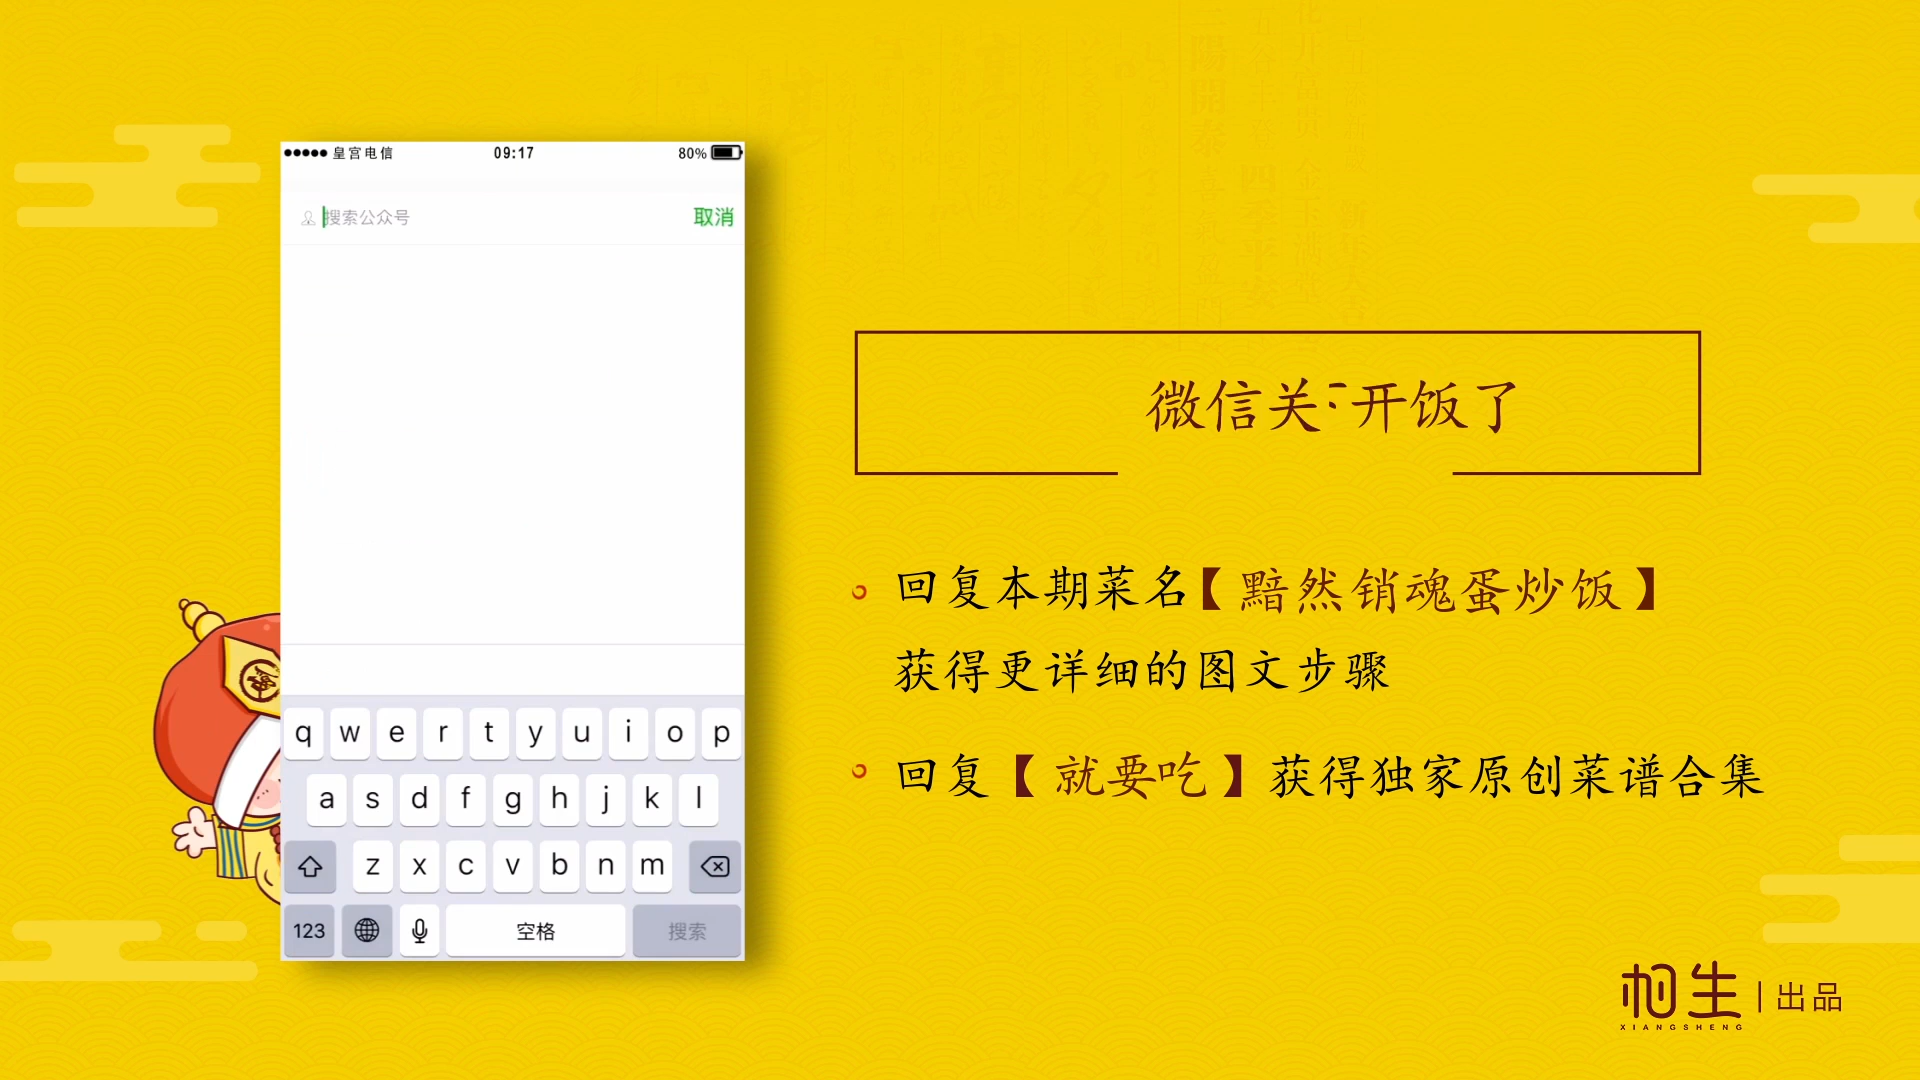 皇宫电信 09:17 80%
搜索公众号 取消
微信关 开饭了
回复本期菜名【黯然销魂蛋炒饭】
获得更详细的图文步骤
回复【就要吃】获得独家原创菜谱合集
q w e r t y u i o p
a s d f g h j k l
z x c v b n m
123 空格 搜索
相生 | 出品
XIANGSHENG